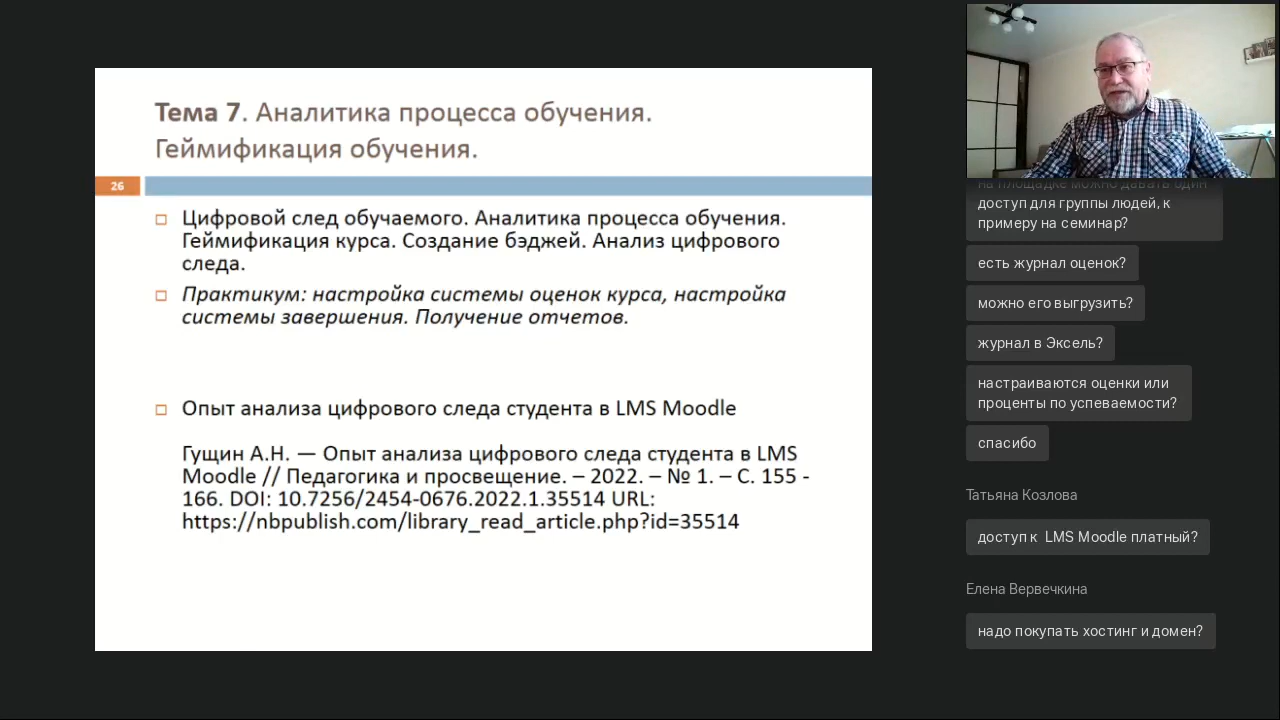 Тема 7. Аналитика процесса обучения.
Геймификация обучения.
26
Цифровой след обучаемого. Аналитика процесса обучения.
Геймификация курса. Создание бэджей. Анализ цифрового
следа.
Практикум: настройка системы оценок курса, настройка
системы завершения. Получение отчетов.
Опыт анализа цифрового следа студента в LMS Moodle
Гущин А.Н. — Опыт анализа цифрового следа студента в LMS
Moodle // Педагогика и просвещение. – 2022. – № 1. – С. 155 -
166. DOI: 10.7256/2454-0676.2022.1.35514 URL:
https://nbpublish.com/library_read_article.php?id=35514
на площадке можно давать один
доступ для группы людей, к
примеру на семинар?
есть журнал оценок?
можно его выгрузить?
журнал в Эксель?
настраиваются оценки или
проценты по успеваемости?
спасибо
Татьяна Козлова
доступ к  LMS Moodle платный?
Елена Вервечкина
надо покупать хостинг и домен?